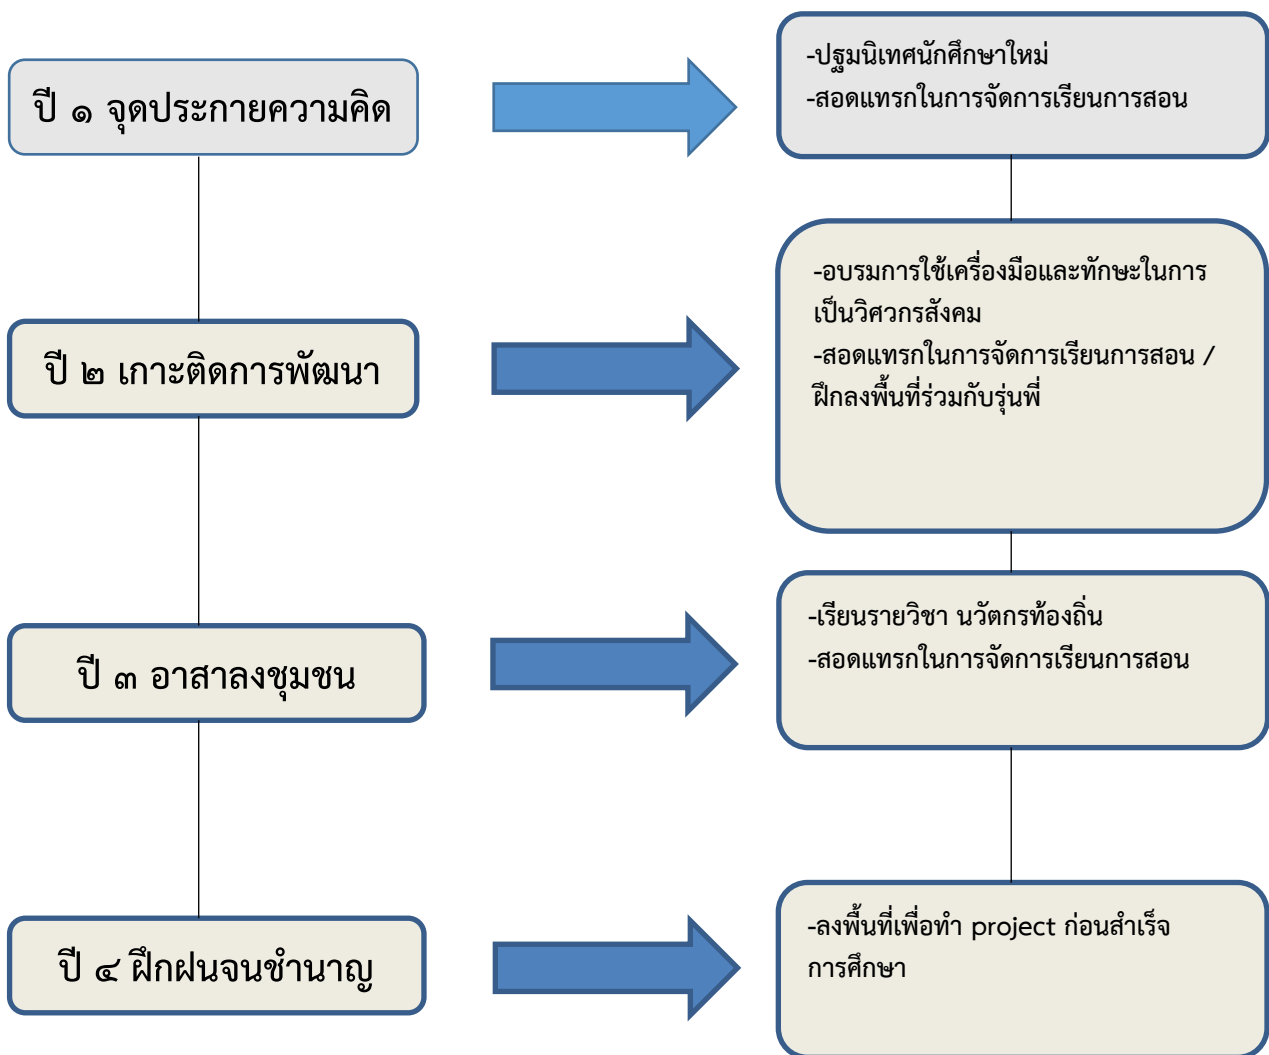 ปี ๑ จุดประกายความคิด
-ปฐมนิเทศนักศึกษาใหม่
-สอดแทรกในการจัดการเรียนการสอน
ปี ๒ เกาะติดการพัฒนา
-อบรมการใช้เครื่องมือและทักษะในการ
เป็นวิศวกรสังคม
-สอดแทรกในการจัดการเรียนการสอน /
ฝึกลงพื้นที่ร่วมกับรุ่นพี่
ปี ๓ อาสาลงชุมชน
-เรียนรายวิชา นวัตกรท้องถิ่น
-สอดแทรกในการจัดการเรียนการสอน
ปี ๔ ฝึกฝนจนชำนาญ
-ลงพื้นที่เพื่อทำ project ก่อนสำเร็จ
การศึกษา